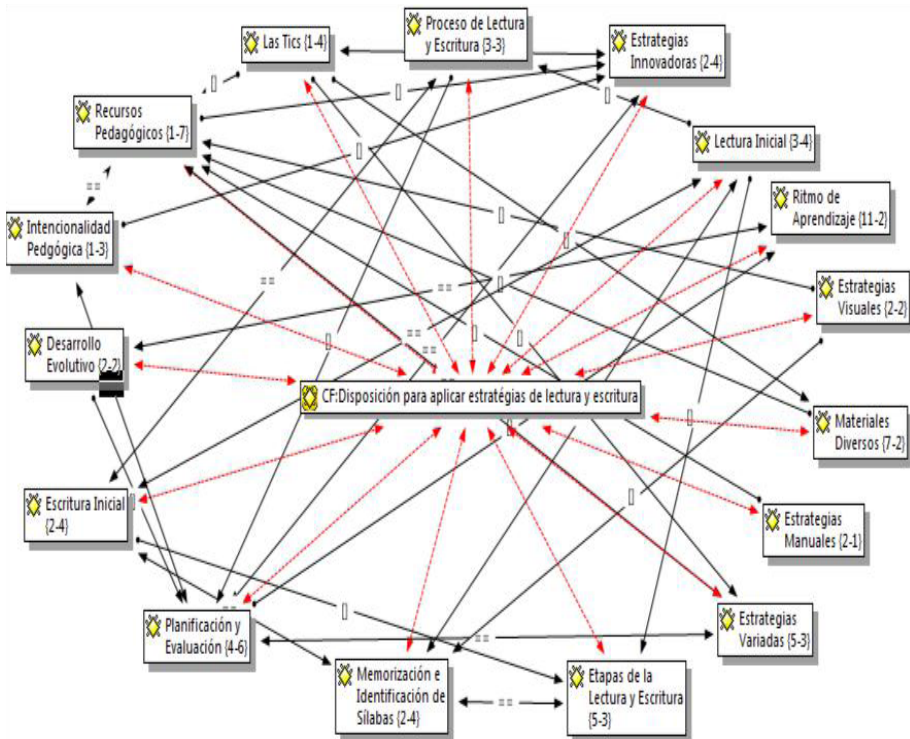 Las Tics {1-4}
Proceso de Lectura
y Escritura {3-3}
Estrategias
Innovadoras {2-4}
Recursos
Pedagógicos {1-7}
Lectura Inicial {3-4}
Ritmo de
Aprendizaje {11-2}
Intencionalidad
Pedgógica {1-3}
Estrategias
Visuales {2-2}
Desarrollo
Evolutivo {2-2}
CF:Disposición para aplicar estratégias de lectura y escritura
Materiales
Diversos {7-2}
Escritura Inicial
{2-4}
Estrategias
Manuales {2-1}
Planificación y
Evaluación {4-6}
Estrategias
Variadas {5-3}
Memorización e
Identificación de
Sílabas {2-4}
Etapas de la
Lectura y Escritura
{5-3}